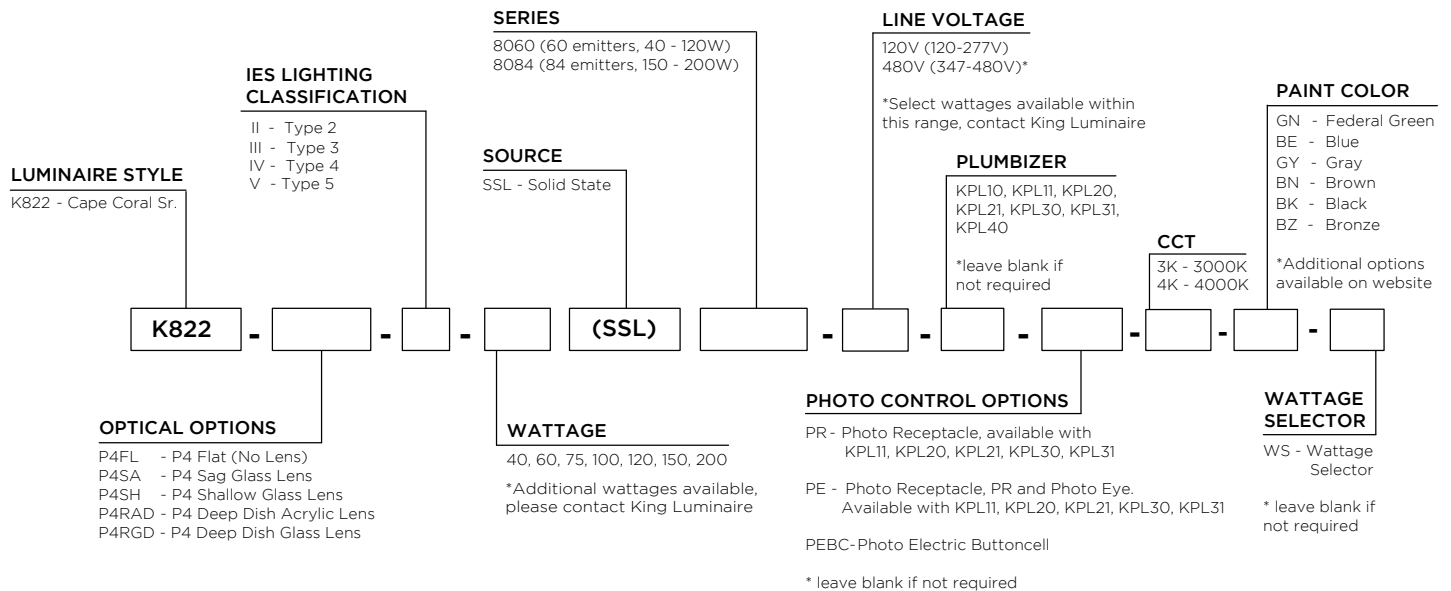 LUMINAIRE STYLE
K822 - Cape Coral Sr.
IES LIGHTING
CLASSIFICATION
II - Type 2
III - Type 3
IV - Type 4
V - Type 5
SOURCE
SSL - Solid State
SERIES
8060 (60 emitters, 40 - 120W)
8084 (84 emitters, 150 - 200W)
LINE VOLTAGE
120V (120-277V)
480V (347-480V)*
*Select wattages available within
this range, contact King Luminaire
PLUMBIZER
KPL10, KPL11, KPL20,
KPL21, KPL30, KPL31,
KPL40
*leave blank if
not required
CCT
3K - 3000K
4K - 4000K
PAINT COLOR
GN - Federal Green
BE - Blue
GY - Gray
BN - Brown
BK - Black
BZ - Bronze
*Additional options
available on website
K822 - - - (SSL) - - - - - -
OPTICAL OPTIONS
P4FL - P4 Flat (No Lens)
P4SA - P4 Sag Glass Lens
P4SH - P4 Shallow Glass Lens
P4RAD - P4 Deep Dish Acrylic Lens
P4RGD - P4 Deep Dish Glass Lens
WATTAGE
40, 60, 75, 100, 120, 150, 200
*Additional wattages available,
please contact King Luminaire
PHOTO CONTROL OPTIONS
PR - Photo Receptacle, available with
KPL11, KPL20, KPL21, KPL30, KPL31
PE - Photo Receptacle, PR and Photo Eye.
Available with KPL11, KPL20, KPL21, KPL30, KPL31
PEBC-Photo Electric Buttoncell
* leave blank if not required
WATTAGE
SELECTOR
WS - Wattage
Selector
* leave blank if
not required